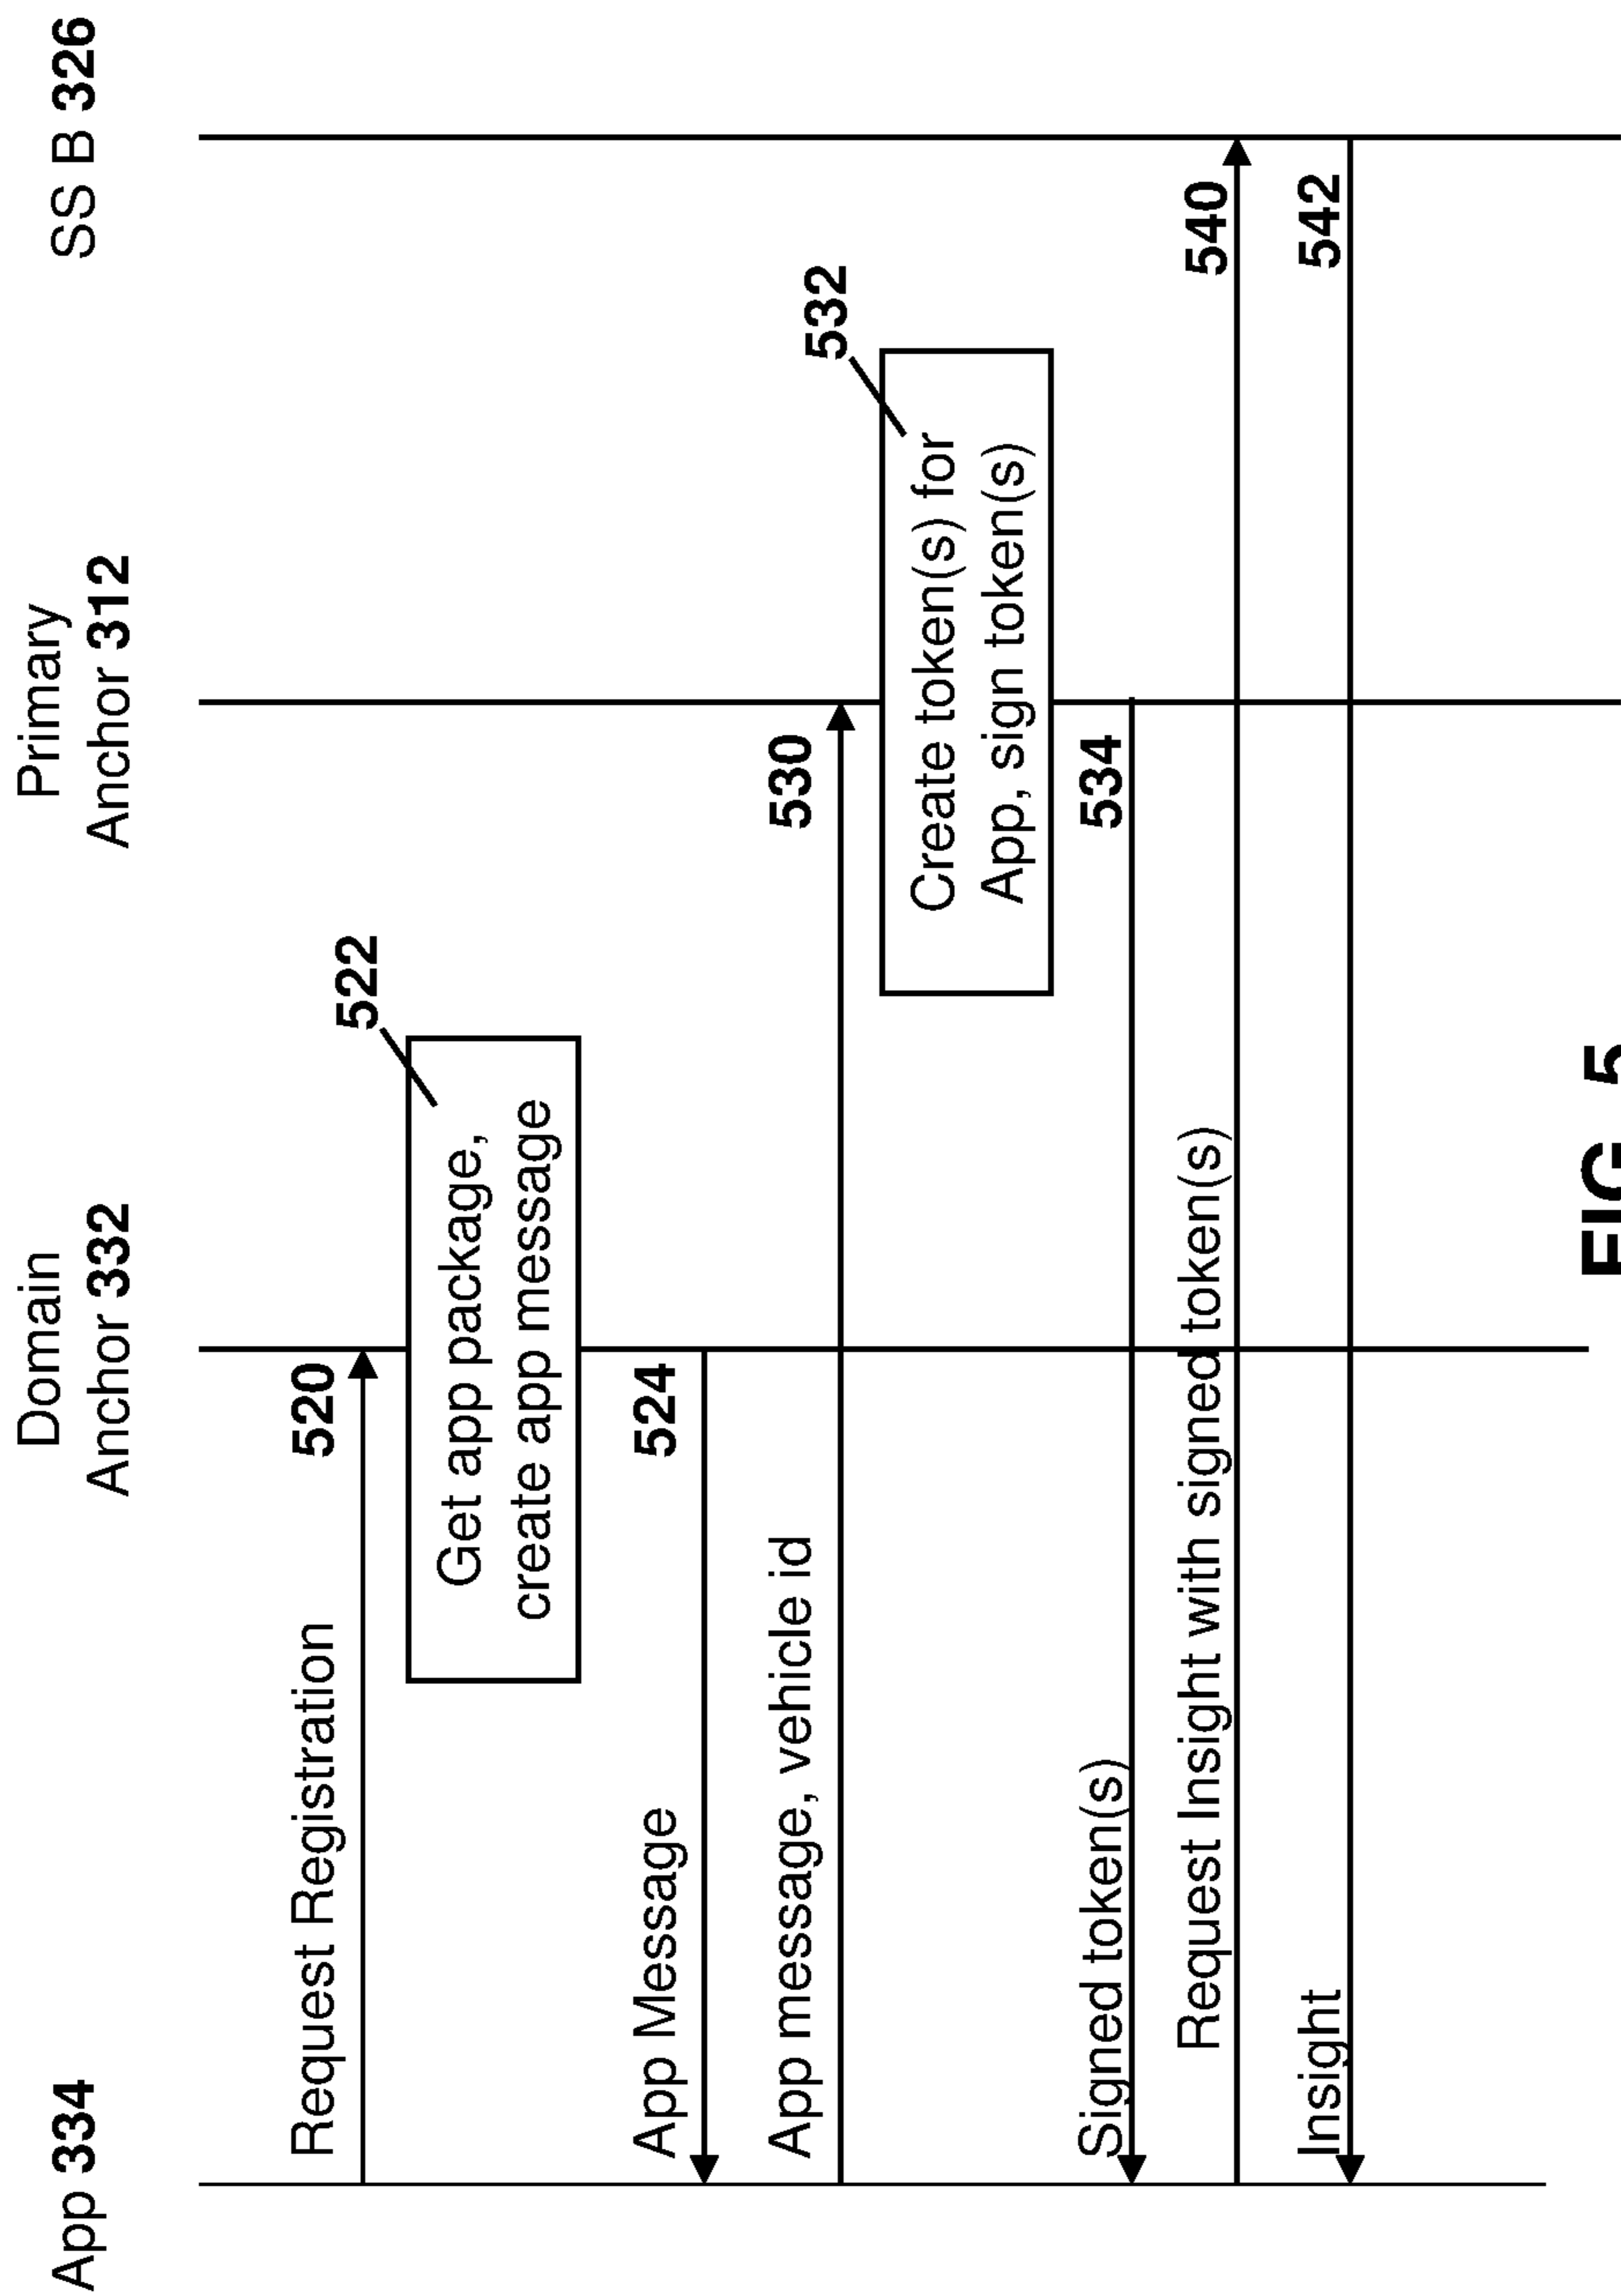 App 334
Domain
Anchor 332
Primary
Anchor 312
SS B 326
Request Registration
520
522
Get app package,
create app message
App Message
524
App message, vehicle id
530
532
Create token(s) for
App, sign token(s)
Signed token(s)
534
Request Insight with signed token(s)
540
Insight
542
FIG. 5